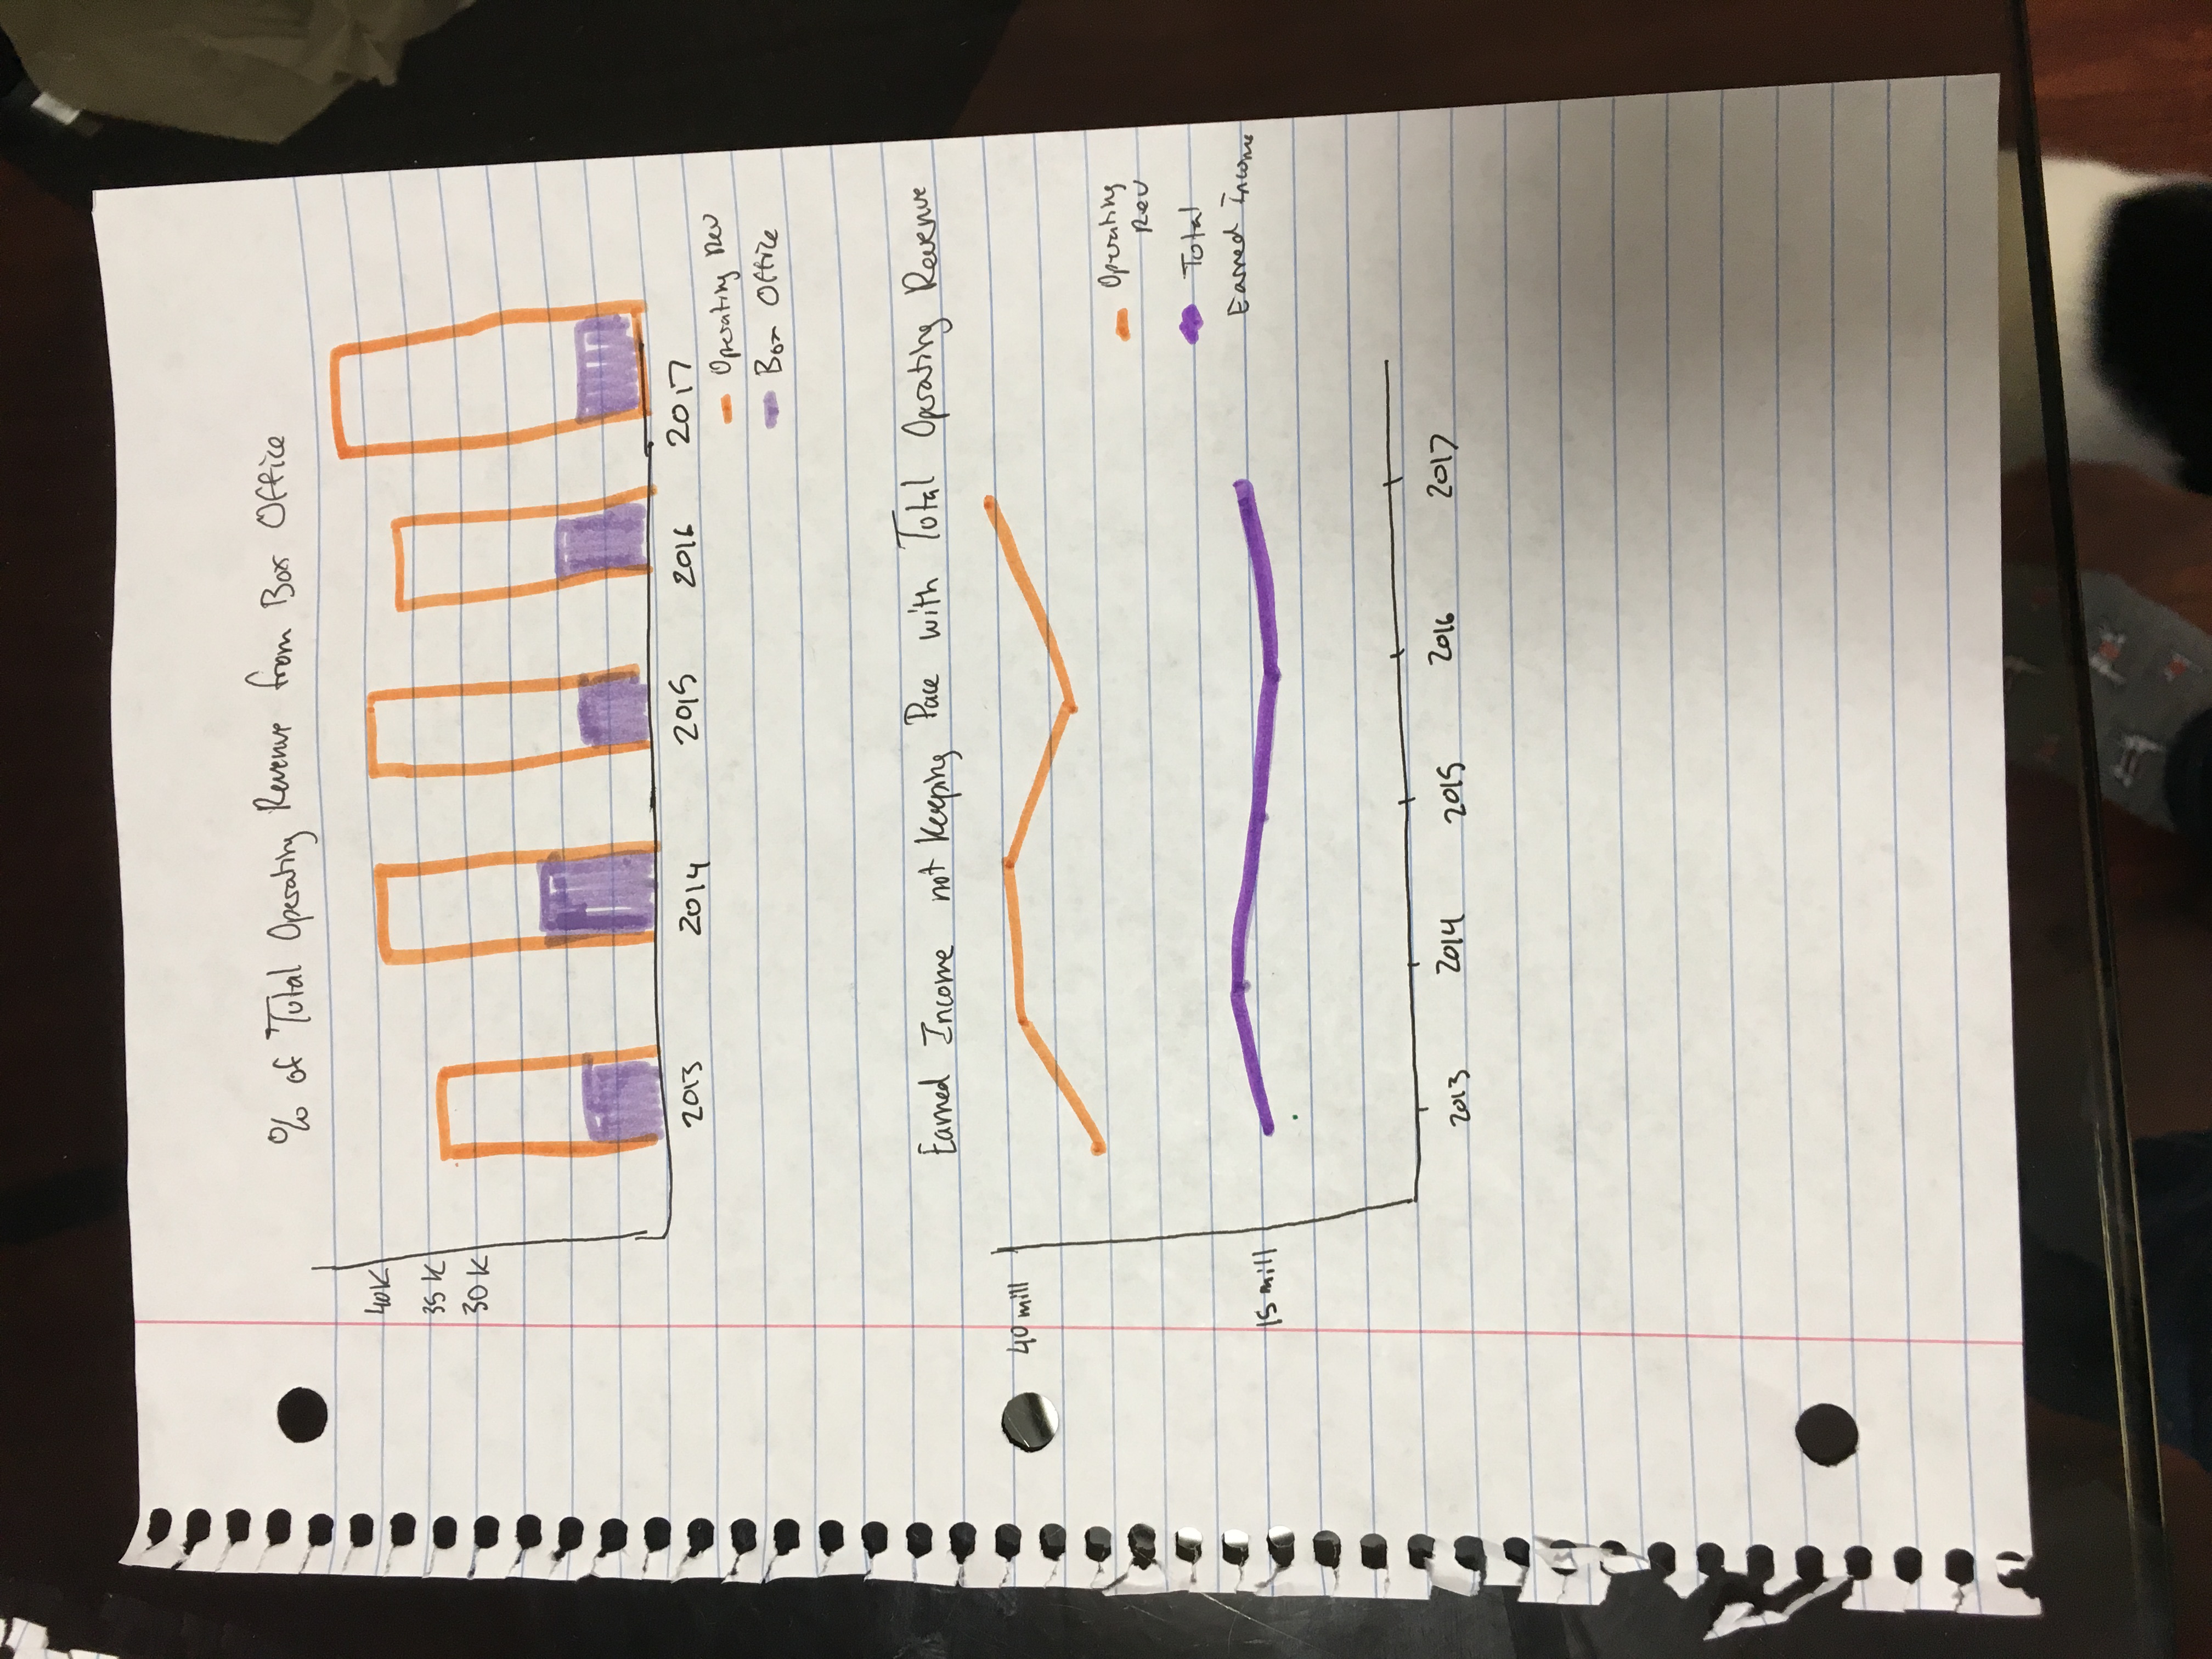 % of Total Operating Revenue from Box Office
40K
35K
30K
2013 2014 2015 2016 2017
Operating Rev
Box Office
Earned Income not Keeping Pace with Total Operating Revenue
40 mill
15 mill
Operating
Rev
Total
Earned Income
2013 2014 2015 2016 2017